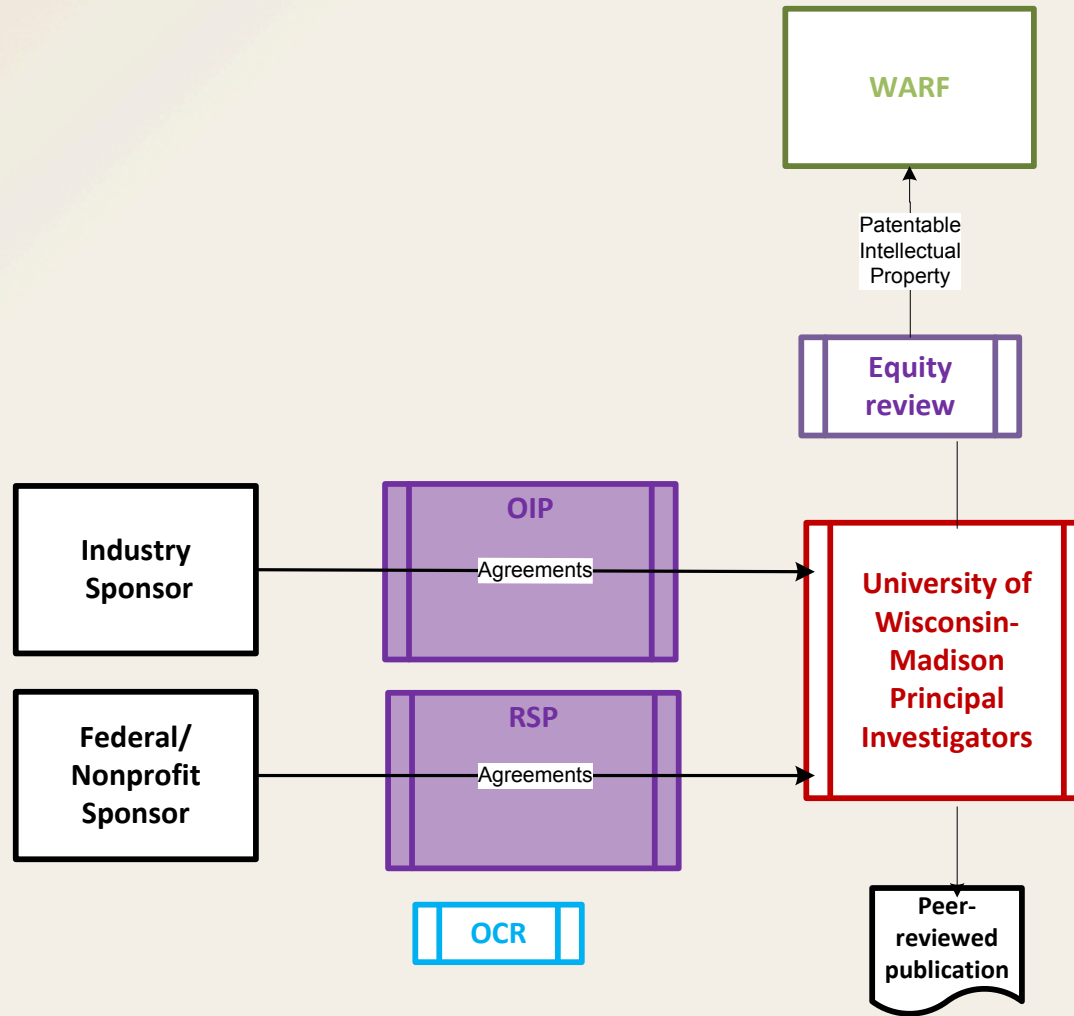 WARF
Patentable
Intellectual
Property
Equity
review
Industry
Sponsor
OIP
Agreements
University of
Wisconsin-
Madison
Principal
Investigators
Federal/
Nonprofit
Sponsor
RSP
Agreements
OCR
Peer-
reviewed
publication